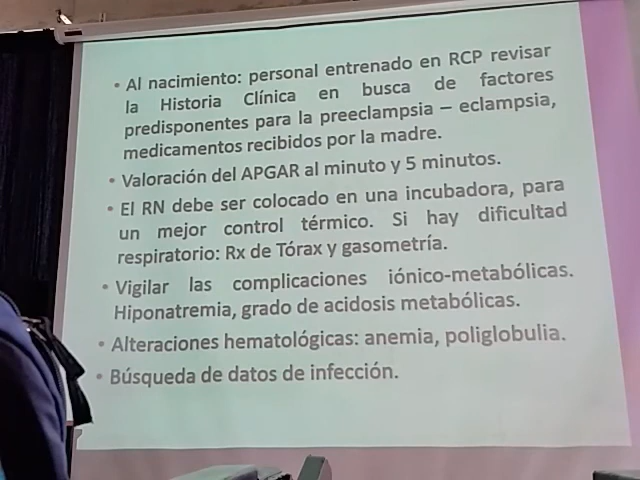 • Al nacimiento: personal entrenado en RCP revisar
la Historia Clínica en busca de factores
predisponentes para la preeclampsia – eclampsia,
medicamentos recibidos por la madre.
• Valoración del APGAR al minuto y 5 minutos.
• El RN debe ser colocado en una incubadora, para
un mejor control térmico. Si hay dificultad
respiratorio: Rx de Tórax y gasometría.
• Vigilar las complicaciones iónico-metabólicas.
Hiponatremia, grado de acidosis metabólicas.
• Alteraciones hematológicas: anemia, poliglobulia.
• Búsqueda de datos de infección.